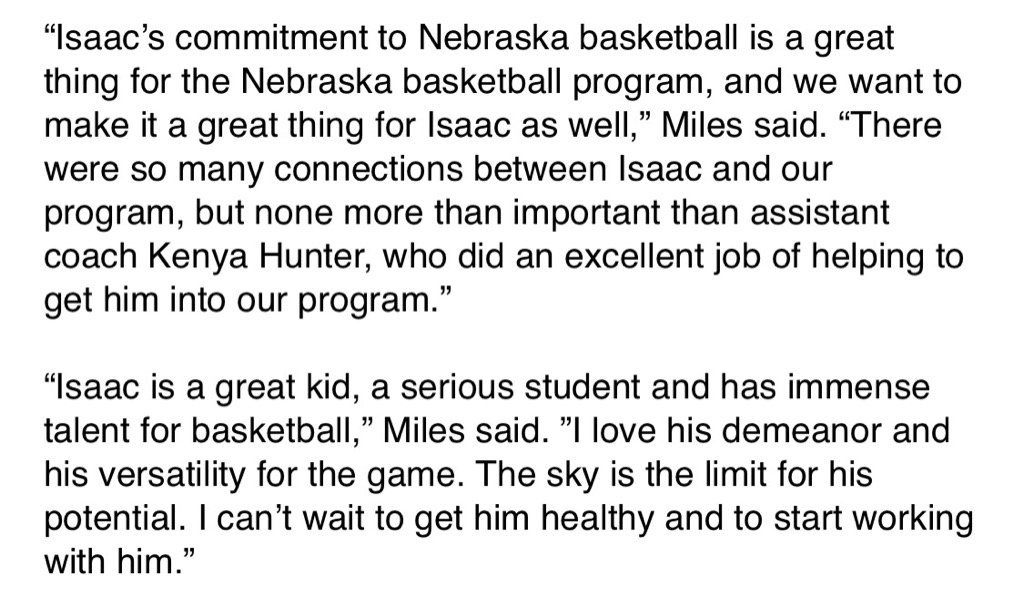 “Isaac’s commitment to Nebraska basketball is a great
thing for the Nebraska basketball program, and we want to
make it a great thing for Isaac as well,” Miles said. “There
were so many connections between Isaac and our
program, but none more than important than assistant
coach Kenya Hunter, who did an excellent job of helping to
get him into our program.”
“Isaac is a great kid, a serious student and has immense
talent for basketball,” Miles said. ”I love his demeanor and
his versatility for the game. The sky is the limit for his
potential. I can’t wait to get him healthy and to start working
with him.”